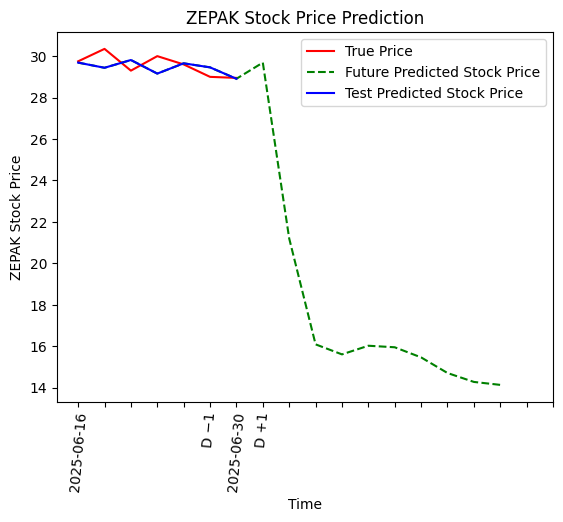 ZEPAK Stock Price Prediction
True Price
Future Predicted Stock Price
Test Predicted Stock Price
ZEPAK Stock Price
30
28
26
24
22
20
18
16
14
2025-06-16
D −1
2025-06-30
D +1
Time